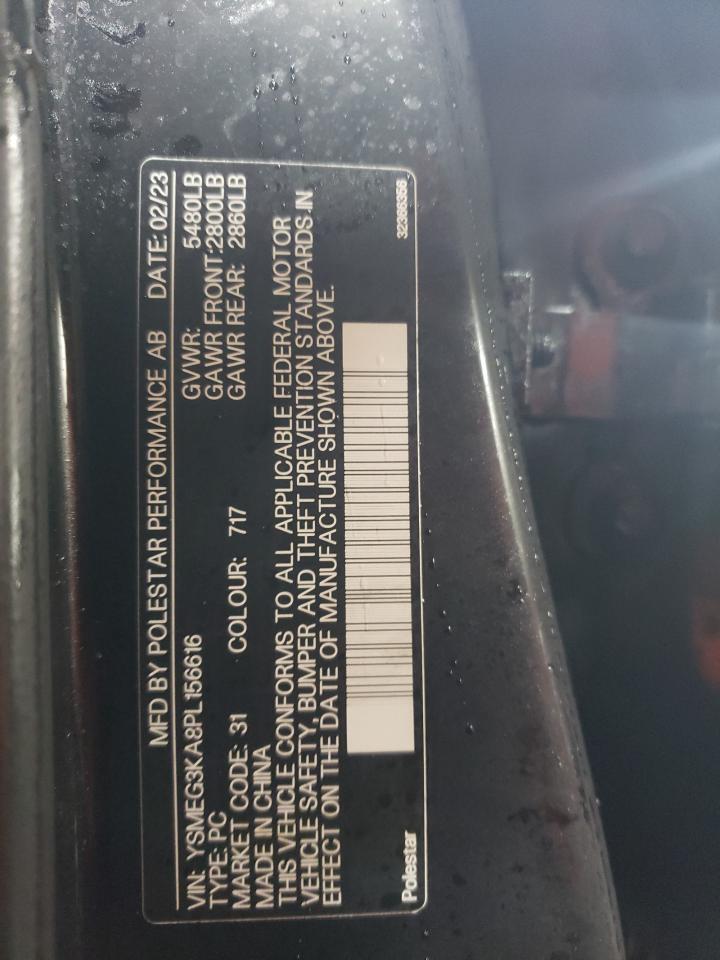 MFD BY POLESTAR PERFORMANCE AB DATE: 02/23
VIN: YSMEG3KA8PL156616 GVWR: 5480LB
TYPE: PC GAWR FRONT: 2800LB
MARKET CODE: 31 COLOUR: 717 GAWR REAR: 2860LB
MADE IN CHINA
THIS VEHICLE CONFORMS TO ALL APPLICABLE FEDERAL MOTOR
VEHICLE SAFETY, BUMPER AND THEFT PREVENTION STANDARDS IN
EFFECT ON THE DATE OF MANUFACTURE SHOWN ABOVE.
Polestar